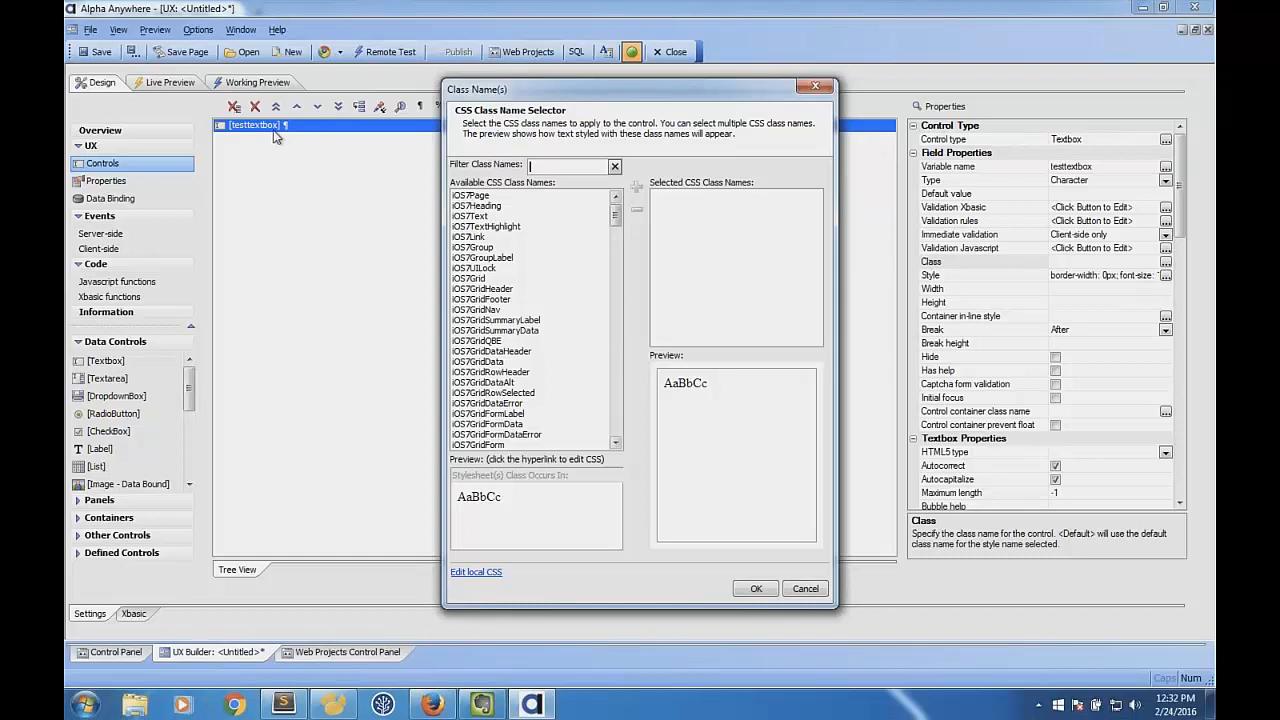 Alpha Anywhere - [UX: <Untitled>*]
File View Preview Options Window Help
Save Save Page Open New Remote Test Publish Web Projects SQL Close
Design Live Preview Working Preview
Overview
UX
Controls
Properties
Data Binding
Events
Server-side
Client-side
Code
Javascript functions
Xbasic functions
Information
Data Controls
[Textbox]
[Textarea]
[DropdownBox]
[RadioButton]
[CheckBox]
[Label]
[List]
[Image - Data Bound]
Panels
Containers
Other Controls
Defined Controls
[testtextbox] ¶
Tree View
Class Name(s)
CSS Class Name Selector
Select the CSS class names to apply to the control. You can select multiple CSS class names.
The preview shows how text styled with these class names will appear.
Filter Class Names:
Available CSS Class Names:
iOS7Page
iOS7Heading
iOS7Text
iOS7TextHighlight
iOS7Link
iOS7Group
iOS7GroupLabel
iOS7UILock
iOS7Grid
iOS7GridHeader
iOS7GridFooter
iOS7GridNav
iOS7GridSummaryLabel
iOS7GridSummaryData
iOS7GridQBE
iOS7GridDataHeader
iOS7GridData
iOS7GridRowHeader
iOS7GridDataAlt
iOS7GridRowSelected
iOS7GridDataError
iOS7GridFormLabel
iOS7GridFormData
iOS7GridFormDataError
iOS7GridForm
Selected CSS Class Names:
Preview:
AaBbCc
Preview: (click the hyperlink to edit CSS)
Stylesheet(s) Class Occurs In:
AaBbCc
Edit local CSS
OK Cancel
Properties
Control Type
Control type Textbox
Field Properties
Variable name testtextbox
Type Character
Default value
Validation Xbasic <Click Button to Edit>
Validation rules <Click Button to Edit>
Immediate validation Client-side only
Validation Javascript <Click Button to Edit>
Class
Style border-width: 0px; font-size:
Width
Height
Container in-line style
Break After
Break height
Hide
Has help
Captcha form validation
Initial focus
Control container class name
Control container prevent float
Textbox Properties
HTML5 type
Autocorrect
Autocapitalize
Maximum length -1
Bubble help
Class
Specify the class name for the control. <Default> will use the default
class name for the style name selected.
Settings Xbasic
Control Panel UX Builder: <Untitled>* Web Projects Control Panel
Caps Num
12:32 PM
2/24/2016